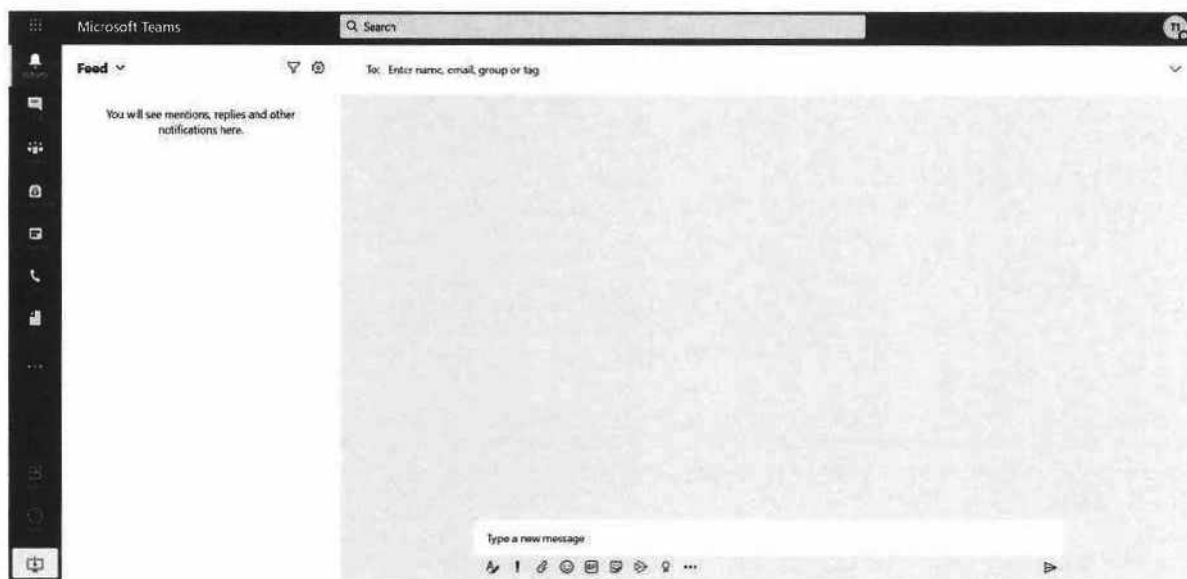 Microsoft Teams
Search
Feed
To: Enter name, email, group or tag
You will see mentions, replies and other
notifications here.
Type a new message